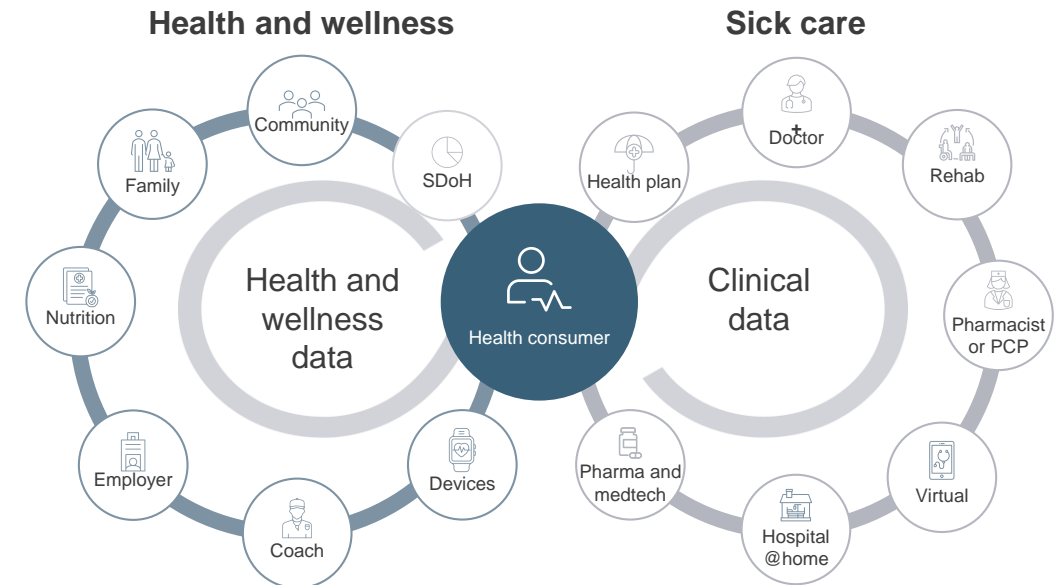 Health and wellness
Sick care
Community
SDoH
Family
Nutrition
Employer
Coach
Devices
Health and
wellness
data
Health consumer
Clinical
data
Health plan
Doctor
Rehab
Pharmacist
or PCP
Virtual
Hospital
@home
Pharma and
medtech